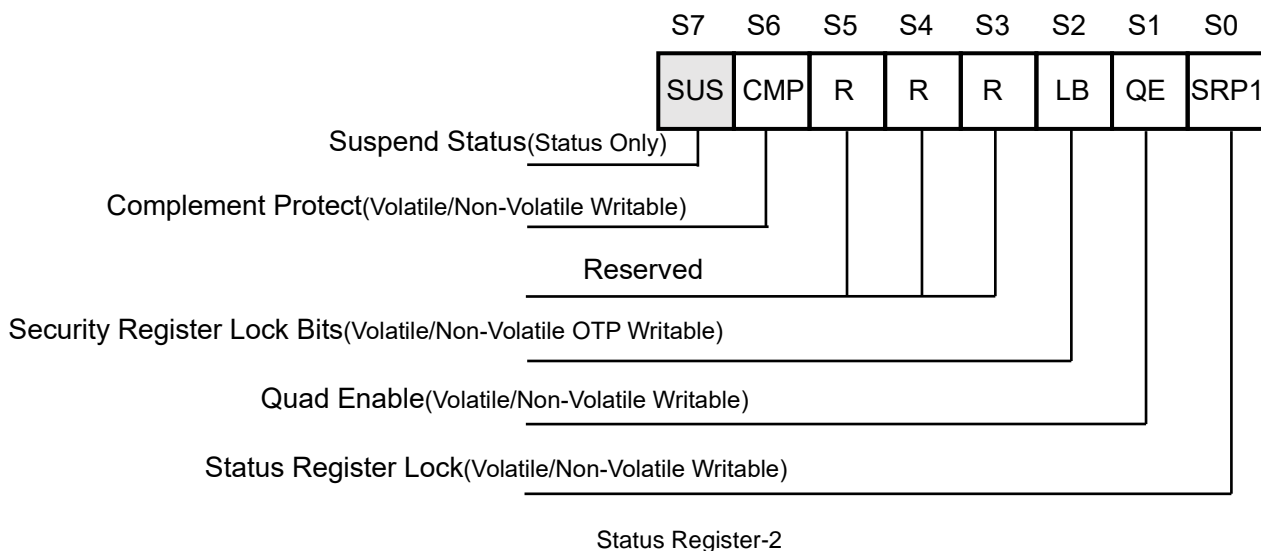 S7 S6 S5 S4 S3 S2 S1 S0
SUS CMP R R R LB QE SRP1
Suspend Status(Status Only)
Complement Protect(Volatile/Non-Volatile Writable)
Reserved
Security Register Lock Bits(Volatile/Non-Volatile OTP Writable)
Quad Enable(Volatile/Non-Volatile Writable)
Status Register Lock(Volatile/Non-Volatile Writable)
Status Register-2